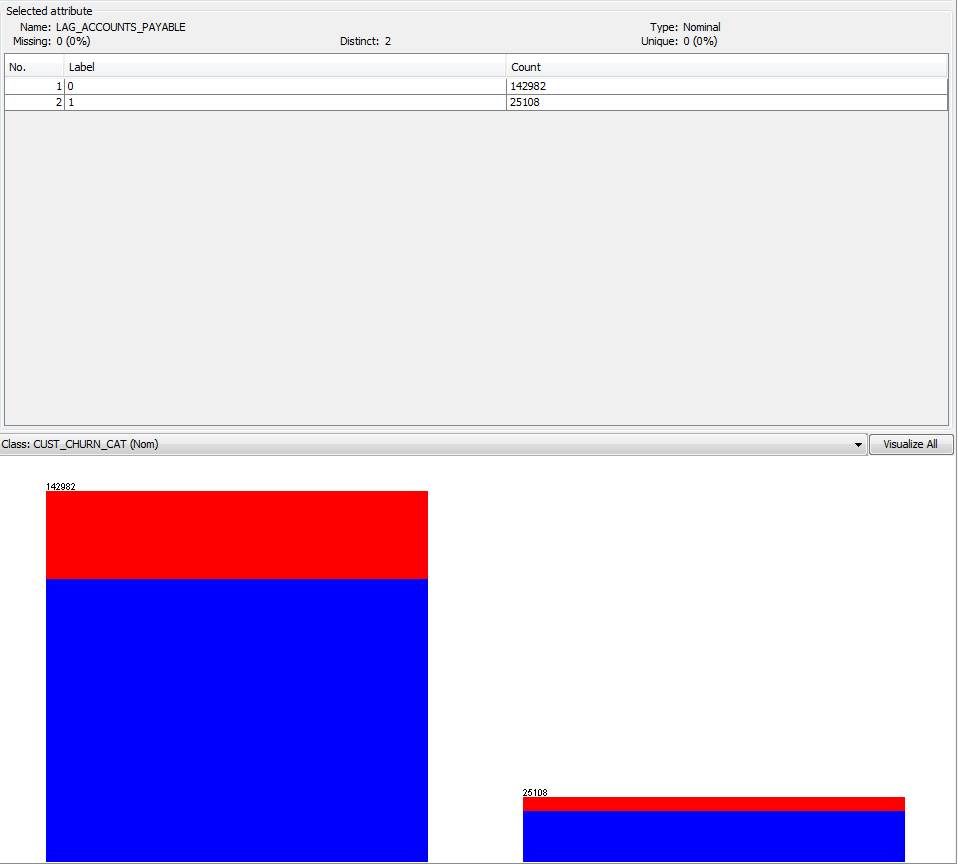 Selected attribute
Name: LAG_ACCOUNTS_PAYABLE Type: Nominal
Missing: 0 (0%) Distinct: 2 Unique: 0 (0%)
No. Label Count
1 0 142982
2 1 25108
Class: CUST_CHURN_CAT (Nom) Visualize All
142982
25108